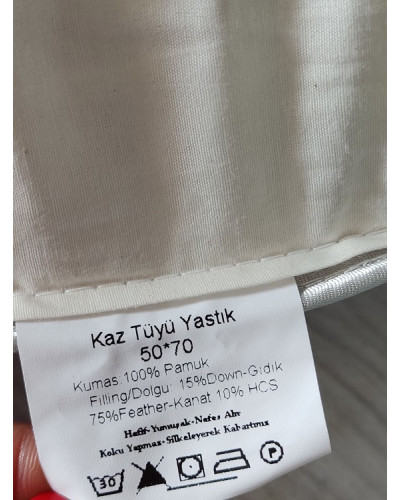 Kaz Tüyü Yastık
50*70
Kumas:100% Pamuk
Filling/Dolgu: 15%Down-Gıdık
75%Feather-Kanat 10% HCS
Hafif-Yumuşak-Nefes Alır
Koku Yapmaz-Silkeleyerek Kabartınız
30 P